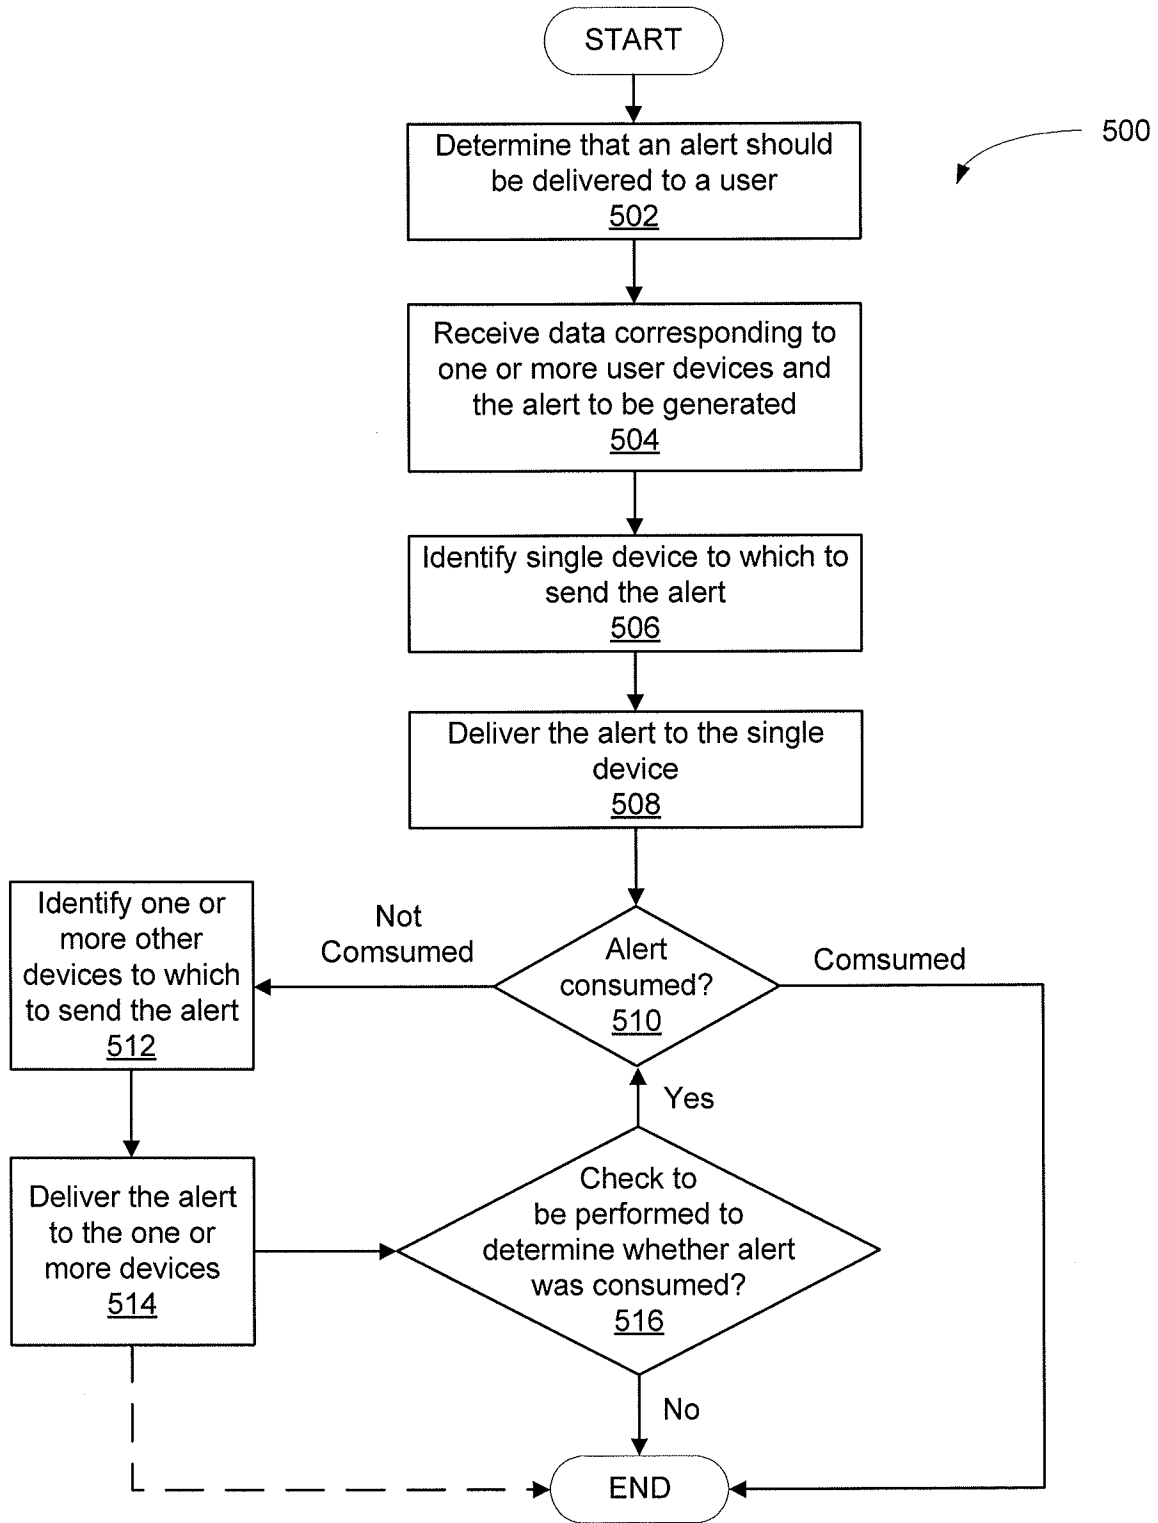 START
500
Determine that an alert should
be delivered to a user
502
Receive data corresponding to
one or more user devices and
the alert to be generated
504
Identify single device to which to
send the alert
506
Deliver the alert to the single
device
508
Identify one or
more other
devices to which
to send the alert
512
Not
Comsumed
Alert
consumed?
510
Comsumed
Yes
Deliver the alert
to the one or
more devices
514
Check to
be performed to
determine whether alert
was consumed?
516
No
END